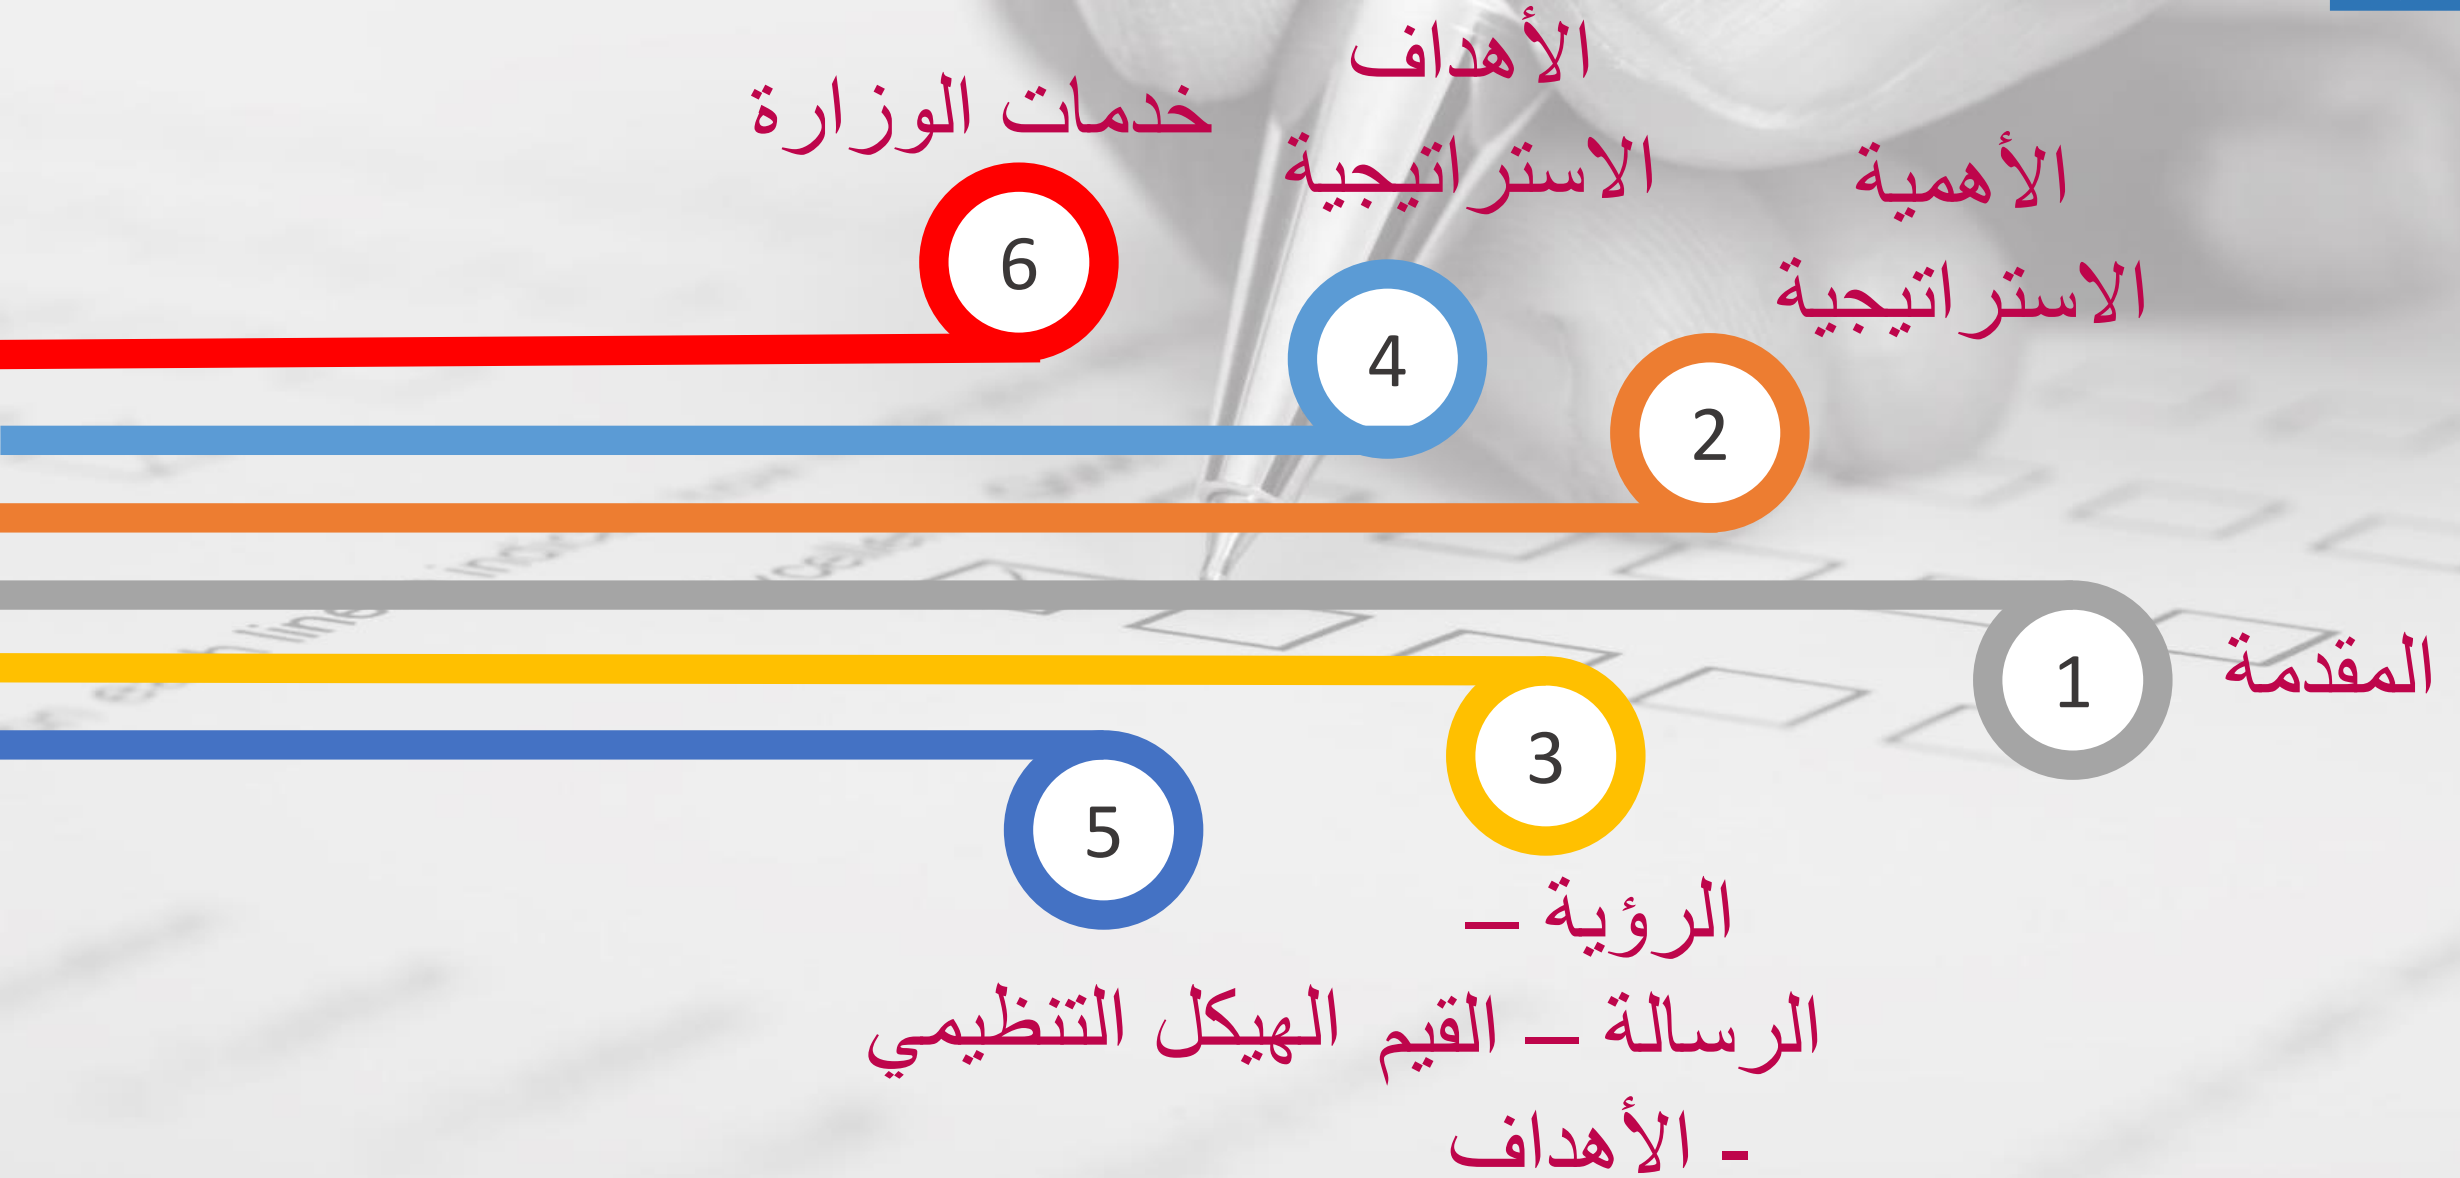 المقدمة
1
الأهمية
الاستراتيجية
2
الرؤية –
الرسالة – القيم
- الأهداف
3
الأهداف
الاستراتيجية
4
الهيكل التنظيمي
5
خدمات الوزارة
6